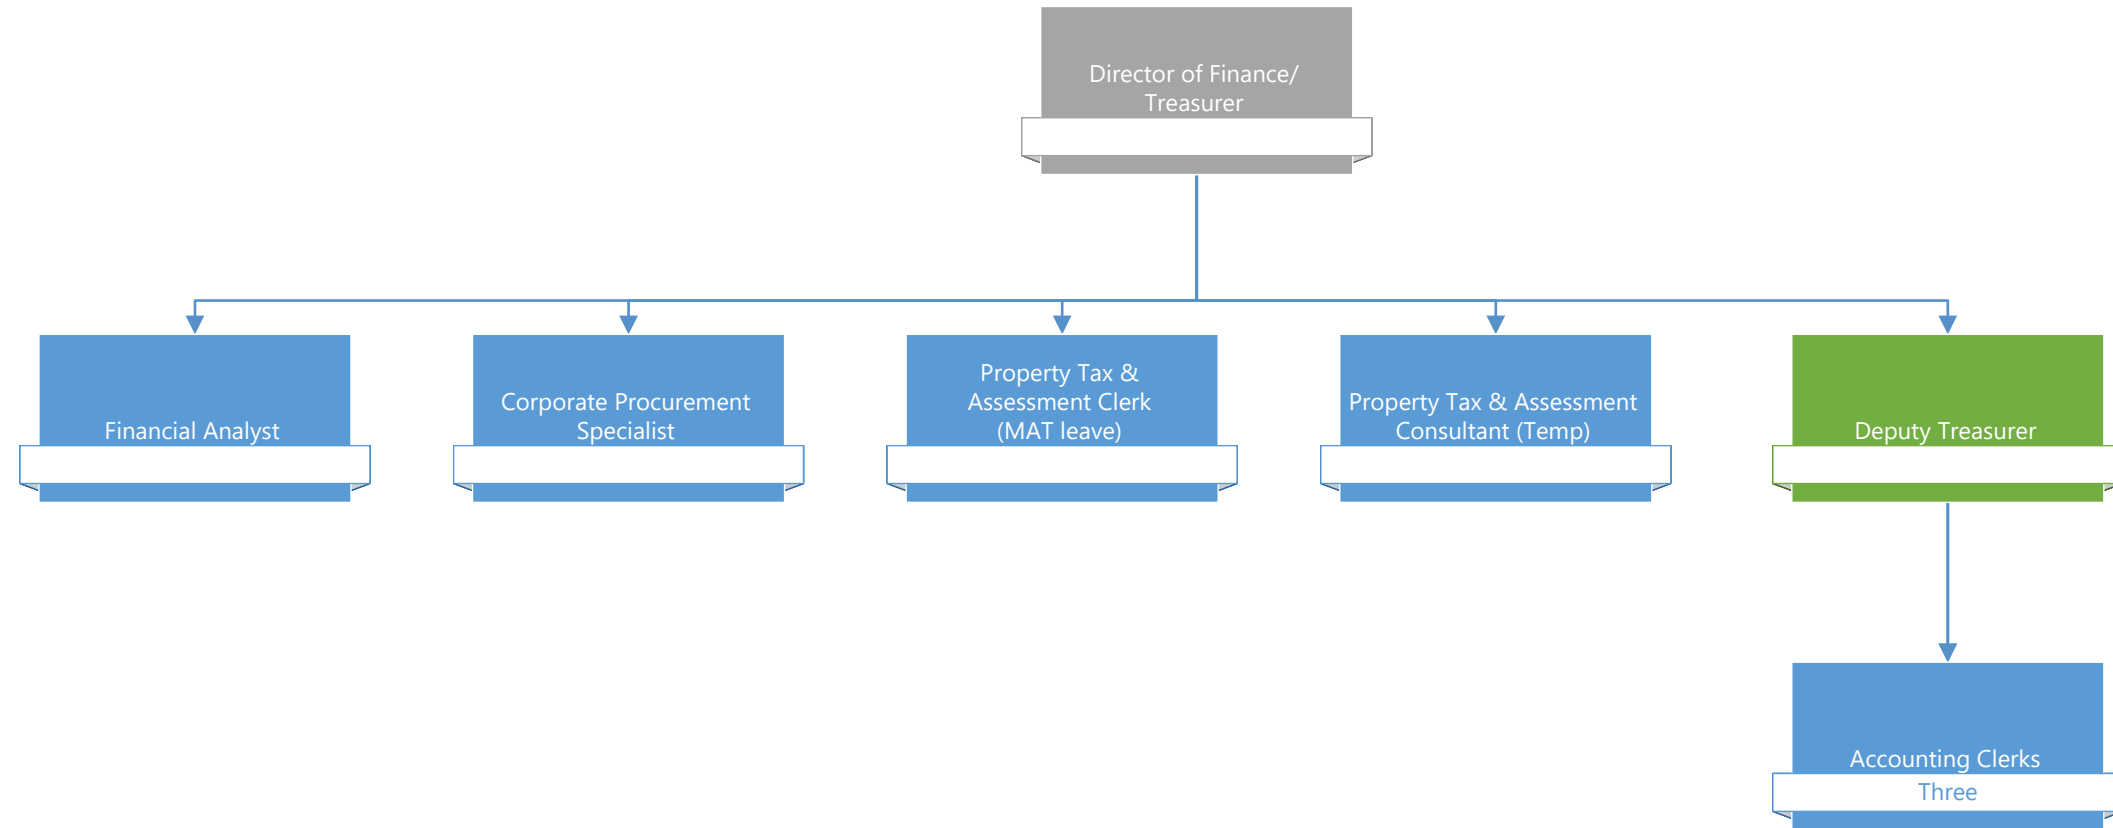 Director of Finance/
Treasurer
Financial Analyst
Corporate Procurement
Specialist
Property Tax &
Assessment Clerk
(MAT leave)
Property Tax & Assessment
Consultant (Temp)
Deputy Treasurer
Accounting Clerks
Three